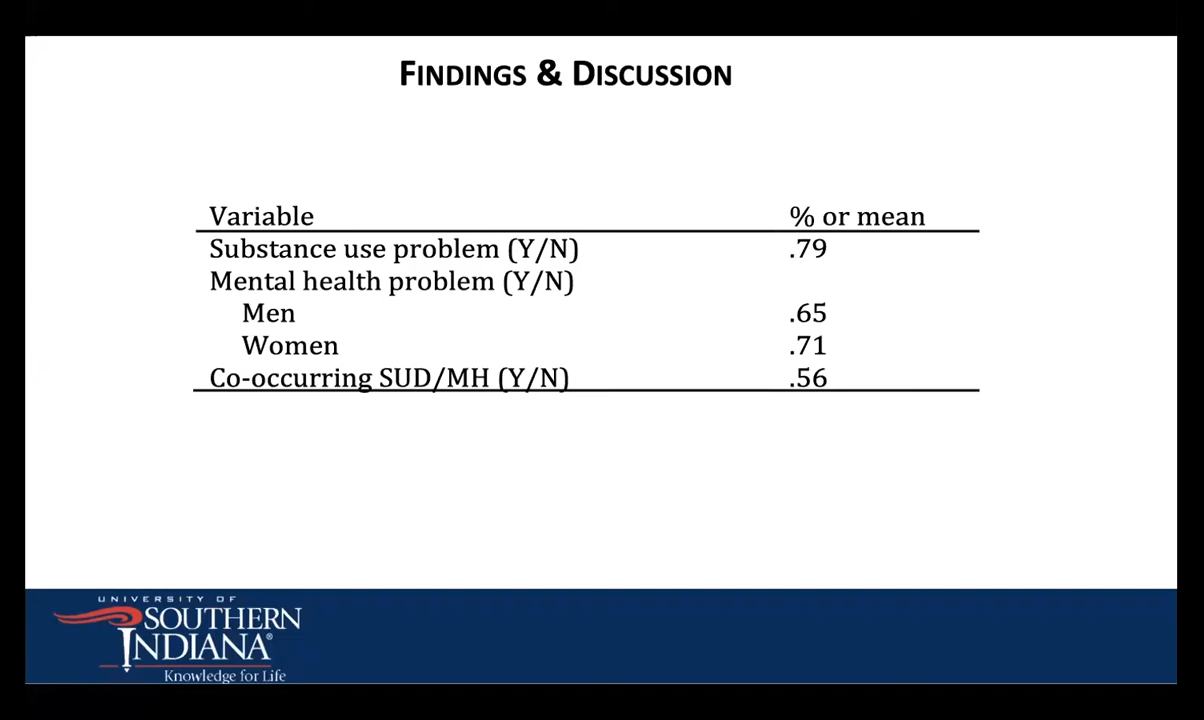 FINDINGS & DISCUSSION
Variable % or mean
Substance use problem (Y/N) .79
Mental health problem (Y/N)
Men .65
Women .71
Co-occurring SUD/MH (Y/N) .56
UNIVERSITY OF
SOUTHERN
INDIANA®
Knowledge for Life